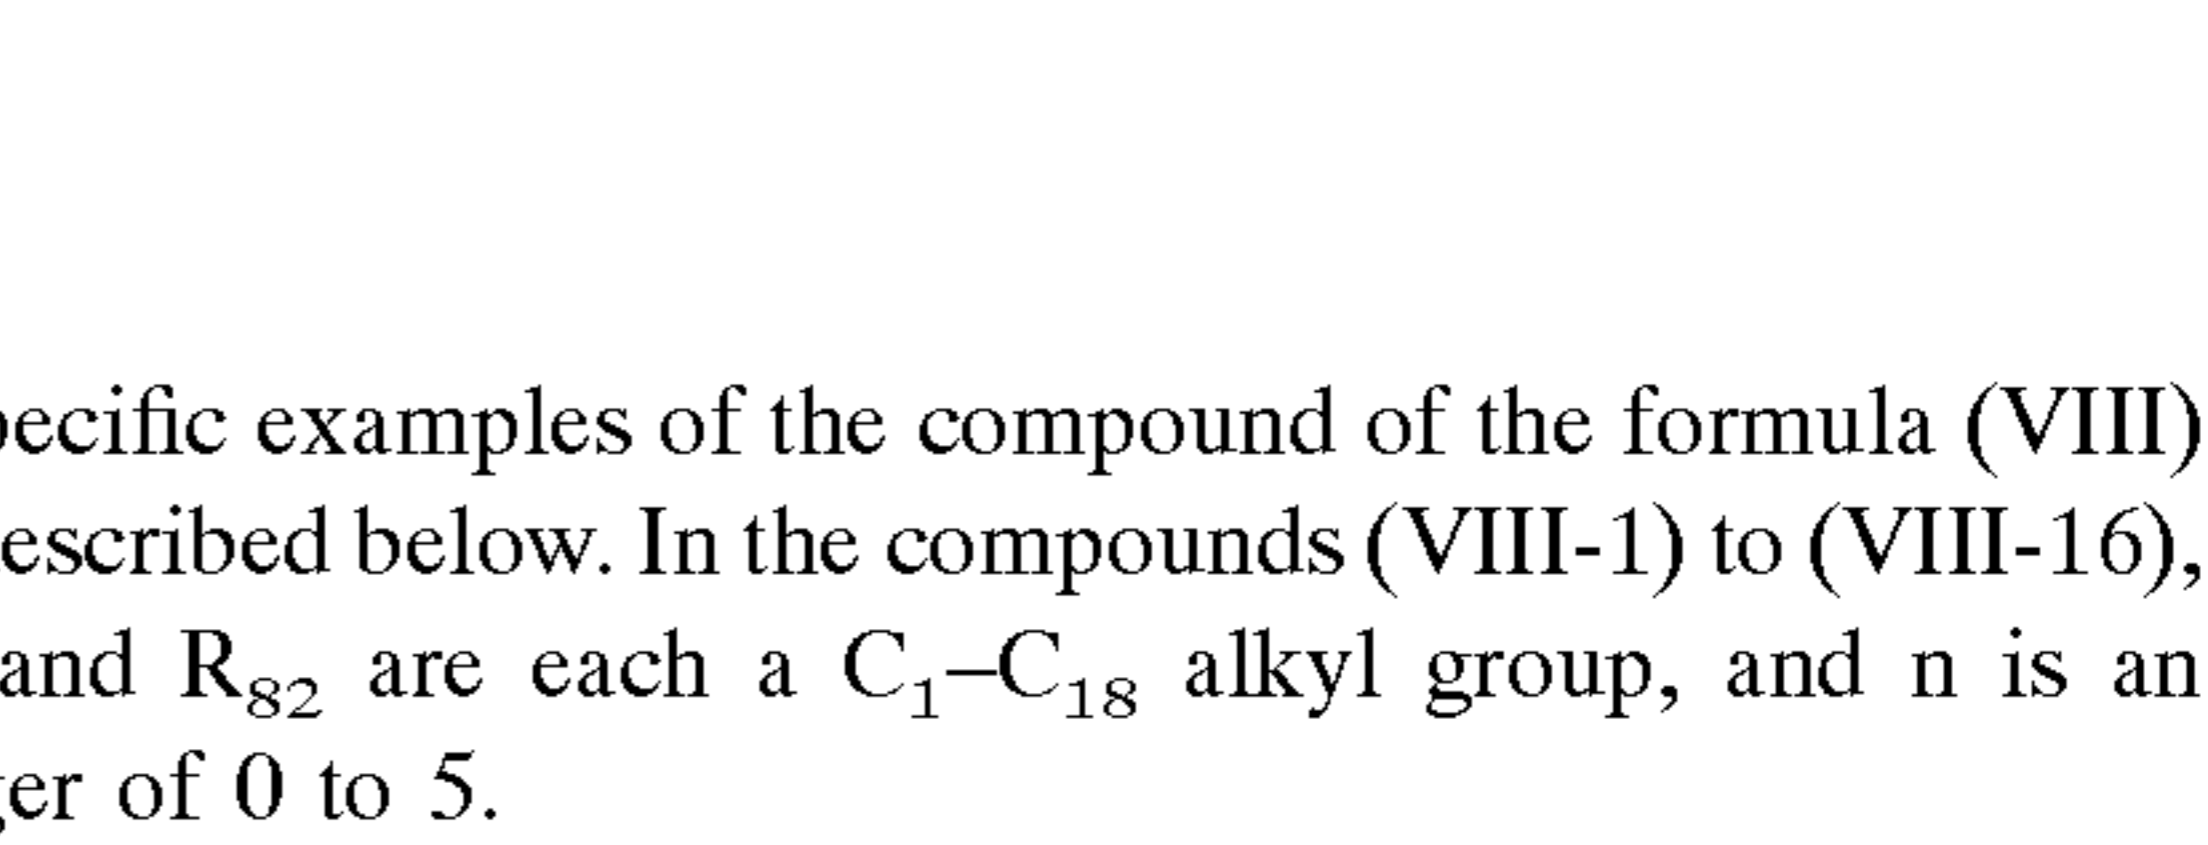 pecific examples of the compound of the formula (VIII)
escribed below. In the compounds (VIII-1) to (VIII-16),
and R₈₂ are each a C₁–C₁₈ alkyl group, and n is an
er of 0 to 5.